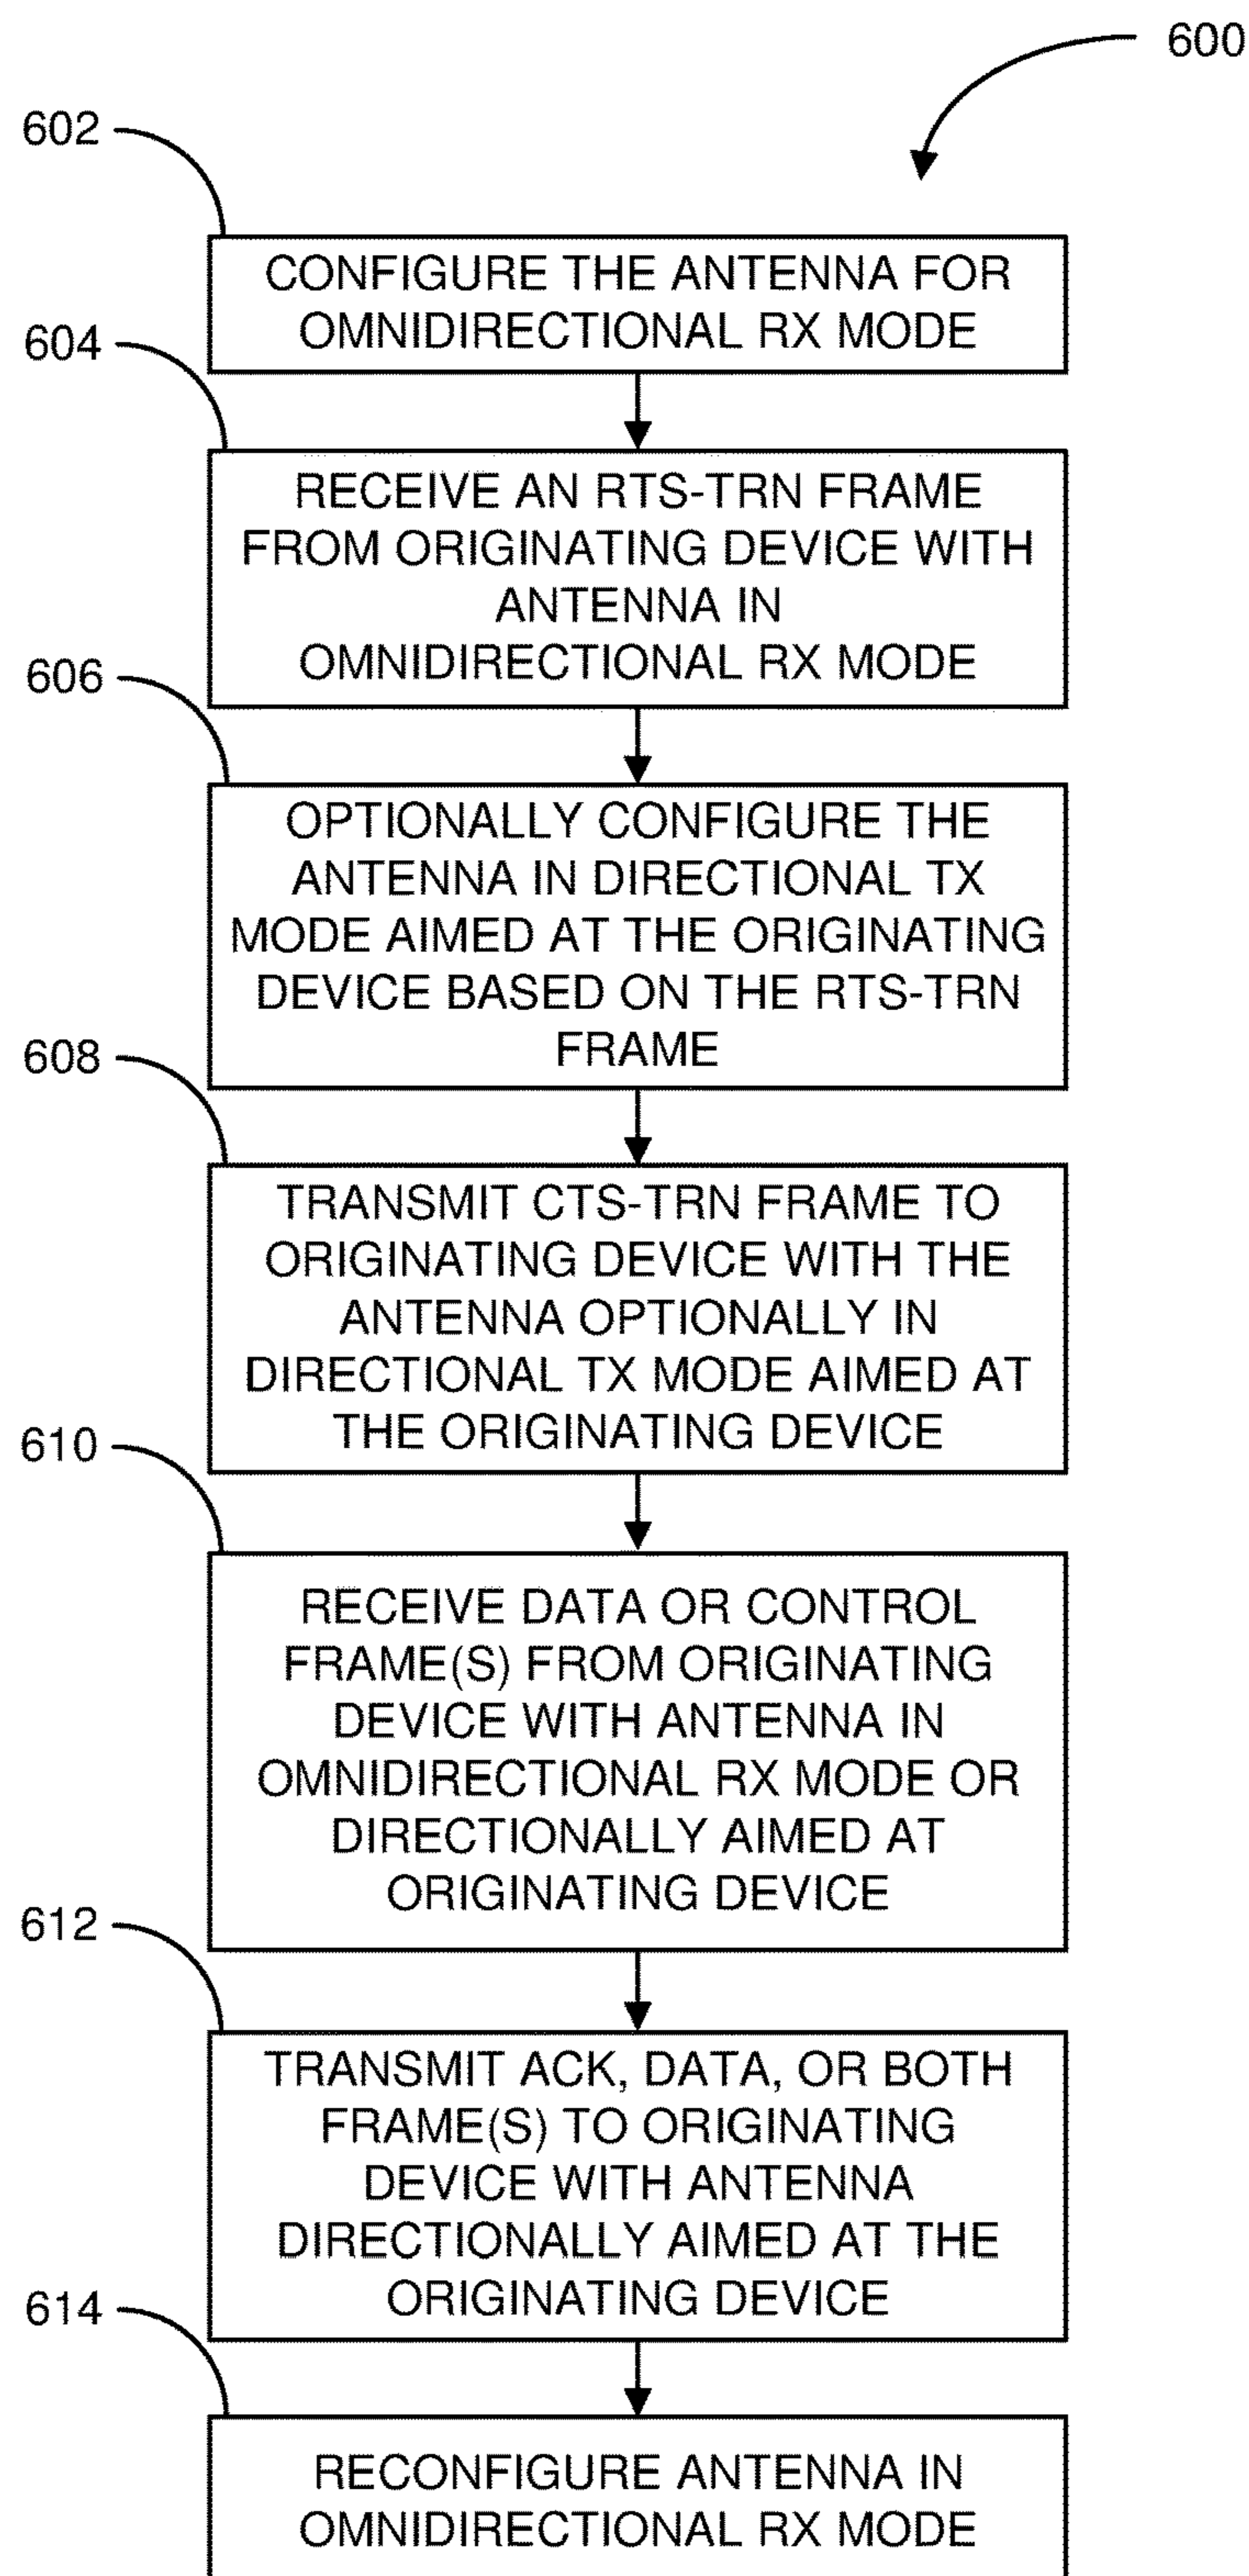 600
602
CONFIGURE THE ANTENNA FOR
OMNIDIRECTIONAL RX MODE
604
RECEIVE AN RTS-TRN FRAME
FROM ORIGINATING DEVICE WITH
ANTENNA IN
OMNIDIRECTIONAL RX MODE
606
OPTIONALLY CONFIGURE THE
ANTENNA IN DIRECTIONAL TX
MODE AIMED AT THE ORIGINATING
DEVICE BASED ON THE RTS-TRN
FRAME
608
TRANSMIT CTS-TRN FRAME TO
ORIGINATING DEVICE WITH THE
ANTENNA OPTIONALLY IN
DIRECTIONAL TX MODE AIMED AT
THE ORIGINATING DEVICE
610
RECEIVE DATA OR CONTROL
FRAME(S) FROM ORIGINATING
DEVICE WITH ANTENNA IN
OMNIDIRECTIONAL RX MODE OR
DIRECTIONALLY AIMED AT
ORIGINATING DEVICE
612
TRANSMIT ACK, DATA, OR BOTH
FRAME(S) TO ORIGINATING
DEVICE WITH ANTENNA
DIRECTIONALLY AIMED AT THE
ORIGINATING DEVICE
614
RECONFIGURE ANTENNA IN
OMNIDIRECTIONAL RX MODE